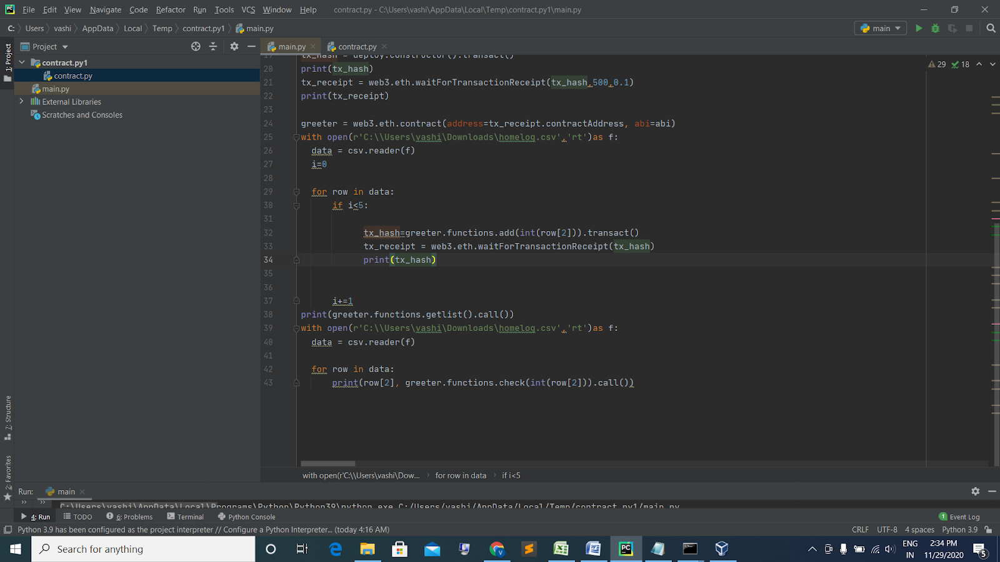 File Edit View Navigate Code Refactor Run Tools VCS Window Help contract.py - C:\Users\vashi\AppData\Local\Temp\contract.py1\main.py
C: Users vashi AppData Local Temp contract.py1 main.py main
1: Project
Project
main.py contract.py
contract.py1
contract.py
main.py
External Libraries
Scratches and Consoles
29 18
19 tx_hash = deploy.constructor().transact()
20 print(tx_hash)
21 tx_receipt = web3.eth.waitForTransactionReceipt(tx_hash,500,0.1)
22 print(tx_receipt)
23
24 greeter = web3.eth.contract(address=tx_receipt.contractAddress, abi=abi)
25 with open(r'C:\\Users\vashi\Downloads\homelog.csv','rt')as f:
26 data = csv.reader(f)
27 i=0
28
29 for row in data:
30 if i<5:
31
32 tx_hash=greeter.functions.add(int(row[2])).transact()
33 tx_receipt = web3.eth.waitForTransactionReceipt(tx_hash)
34 print(tx_hash)
35
36
37 i+=1
38 print(greeter.functions.getlist().call())
39 with open(r'C:\\Users\vashi\Downloads\homelog.csv','rt')as f:
40 data = csv.reader(f)
41
42 for row in data:
43 print(row[2], greeter.functions.check(int(row[2])).call())
7: Structure
2: Favorites
with open(r'C:\\Users\vashi\Dow... › for row in data › if i<5
Run: main
C:\Users\vashi\AppData\Local\Programs\Python\Python39\python.exe C:/Users/vashi/AppData/Local/Temp/contract.py1/main.py
4: Run TODO 6: Problems Terminal Python Console 1 Event Log
Python 3.9 has been configured as the project interpreter // Configure a Python Interpreter... (today 4:16 AM) CRLF UTF-8 4 spaces Python 3.9
Search for anything
ENG
IN
2:34 PM
11/29/2020
5